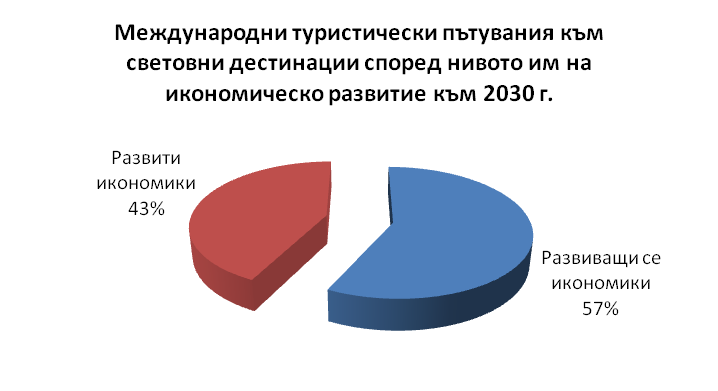 Международни туристически пътувания към
световни дестинации според нивото им на
икономическо развитие към 2030 г.
Развити
икономики
43%
Развиващи се
икономики
57%